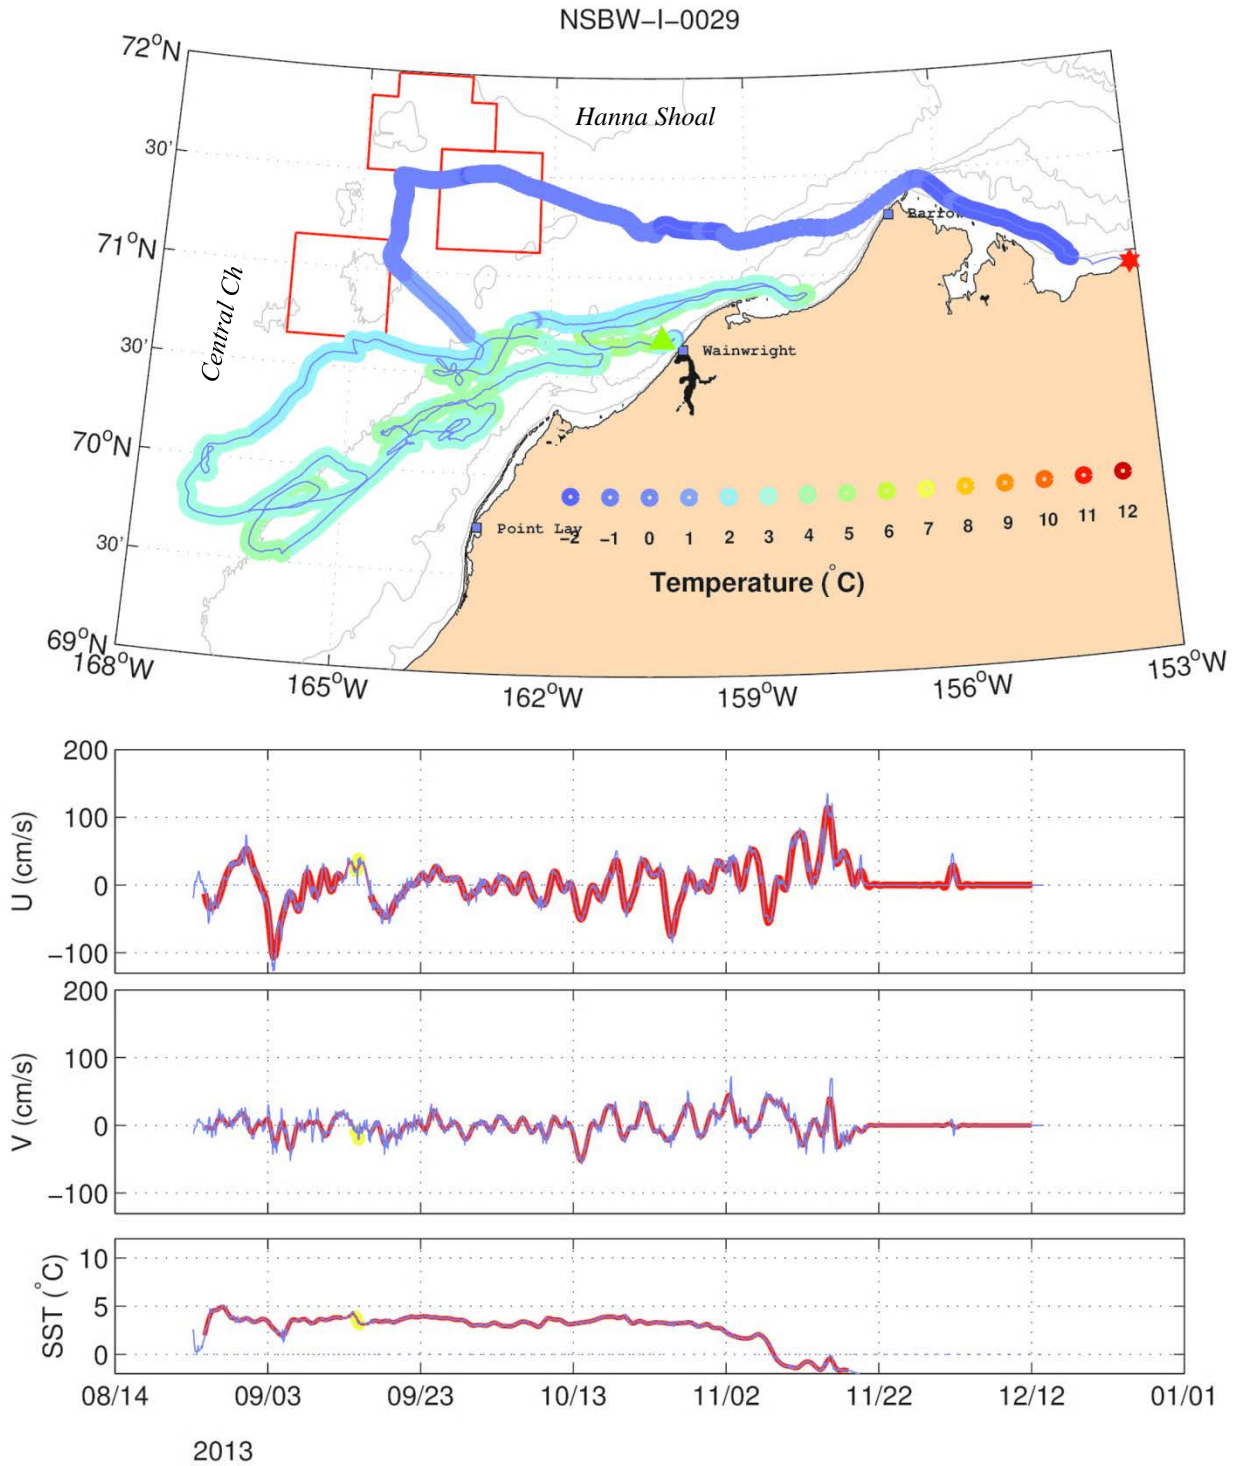 NSBW-I-0029
72°N
Hanna Shoal
30'
Barrow
71°N
Central Ch
30'
Wainwright
70°N
Point Lay
-2 -1 0 1 2 3 4 5 6 7 8 9 10 11 12
30'
Temperature (°C)
69°N
168°W 165°W 162°W 159°W 156°W 153°W
U (cm/s)
200
100
0
-100
V (cm/s)
200
100
0
-100
SST (°C)
10
5
0
08/14 09/03 09/23 10/13 11/02 11/22 12/12 01/01
2013